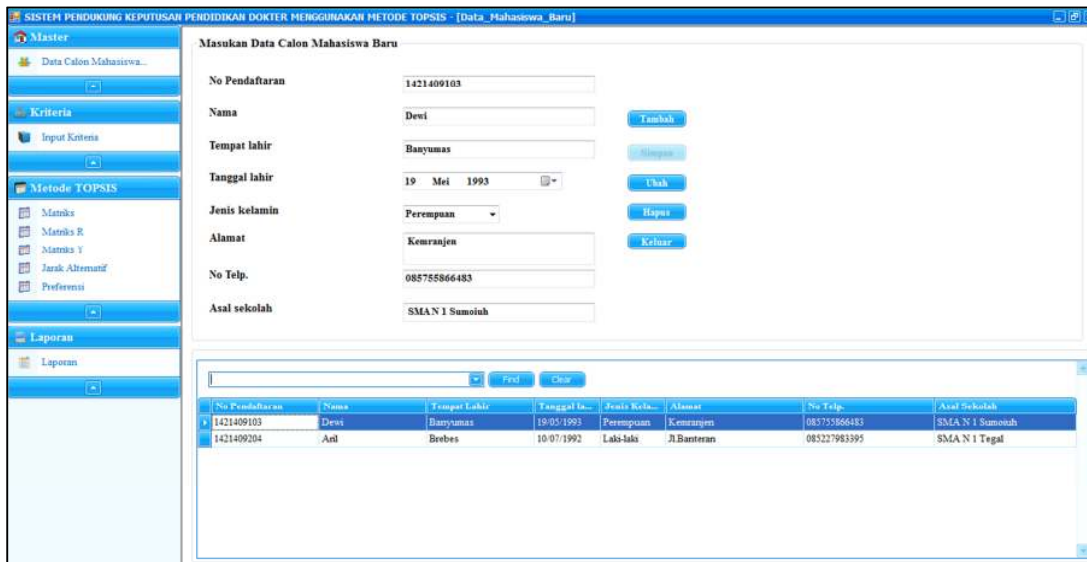 SISTEM PENDUKUNG KEPUTUSAN PENDIDIKAN DOKTER MENGGUNAKAN METODE TOPSIS - [Data_Mahasiswa_Baru]
Master
Data Calon Mahasiswa...
Kriteria
Input Kriteria
Metode TOPSIS
Matriks
Matriks R
Matriks Y
Jarak Alternatif
Preferensi
Laporan
Laporan
Masukan Data Calon Mahasiswa Baru
No Pendaftaran 1421409103
Nama Dewi
Tempat lahir Banyumas
Tanggal lahir 19 Mei 1993
Jenis kelamin Perempuan
Alamat Kemranjen
No Telp. 085755866483
Asal sekolah SMA N 1 Sumoiuh
Tambah
Simpan
Ubah
Hapus
Keluar
Find Clear
No Pendaftaran Nama Tempat Lahir Tanggal la... Jenis Kela... Alamat No Telp. Asal Sekolah
1421409103 Dewi Banyumas 19/05/1993 Perempuan Kemranjen 085755866483 SMA N 1 Sumoiuh
1421409204 Brebes 10/07/1992 Laki-laki Jl.Banteran 085227983395 SMA N 1 Tegal